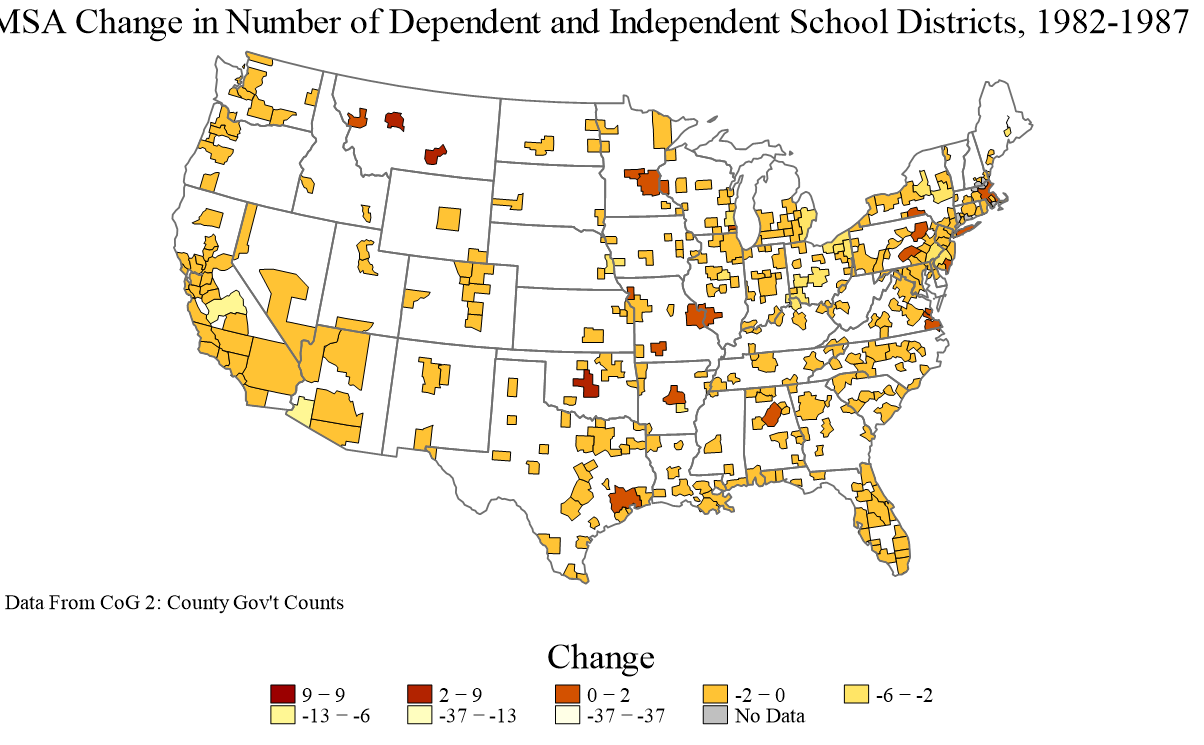 MSA Change in Number of Dependent and Independent School Districts, 1982-1987
Data From CoG 2: County Gov't Counts
Change
9 − 9
2 − 9
0 − 2
-2 − 0
-6 − -2
-13 − -6
-37 − -13
-37 − -37
No Data